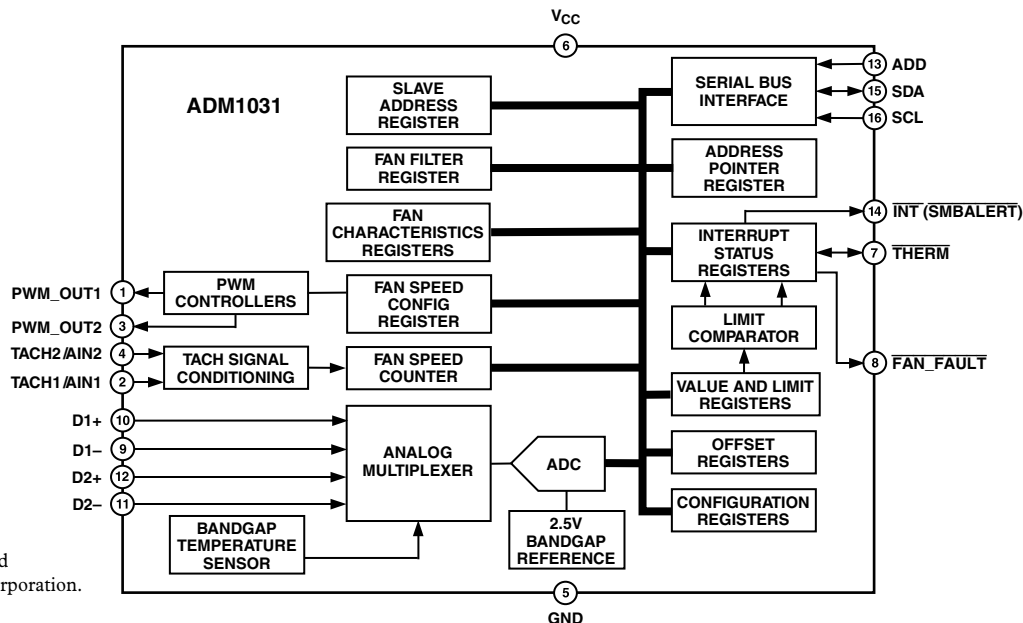 VCC
6
ADM1031
SLAVE
ADDRESS
REGISTER
FAN FILTER
REGISTER
FAN
CHARACTERISTICS
REGISTERS
PWM
CONTROLLERS
FAN SPEED
CONFIG
REGISTER
TACH SIGNAL
CONDITIONING
FAN SPEED
COUNTER
PWM_OUT1
1
PWM_OUT2
3
TACH2/AIN2
4
TACH1/AIN1
2
D1+
10
D1–
9
D2+
12
D2–
11
ANALOG
MULTIPLEXER
ADC
BANDGAP
TEMPERATURE
SENSOR
2.5V
BANDGAP
REFERENCE
SERIAL BUS
INTERFACE
13 ADD
15 SDA
16 SCL
ADDRESS
POINTER
REGISTER
INTERRUPT
STATUS
REGISTERS
14 INT (SMBALERT)
7 THERM
LIMIT
COMPARATOR
8 FAN_FAULT
VALUE AND LIMIT
REGISTERS
OFFSET
REGISTERS
CONFIGURATION
REGISTERS
5
GND
d
rporation.